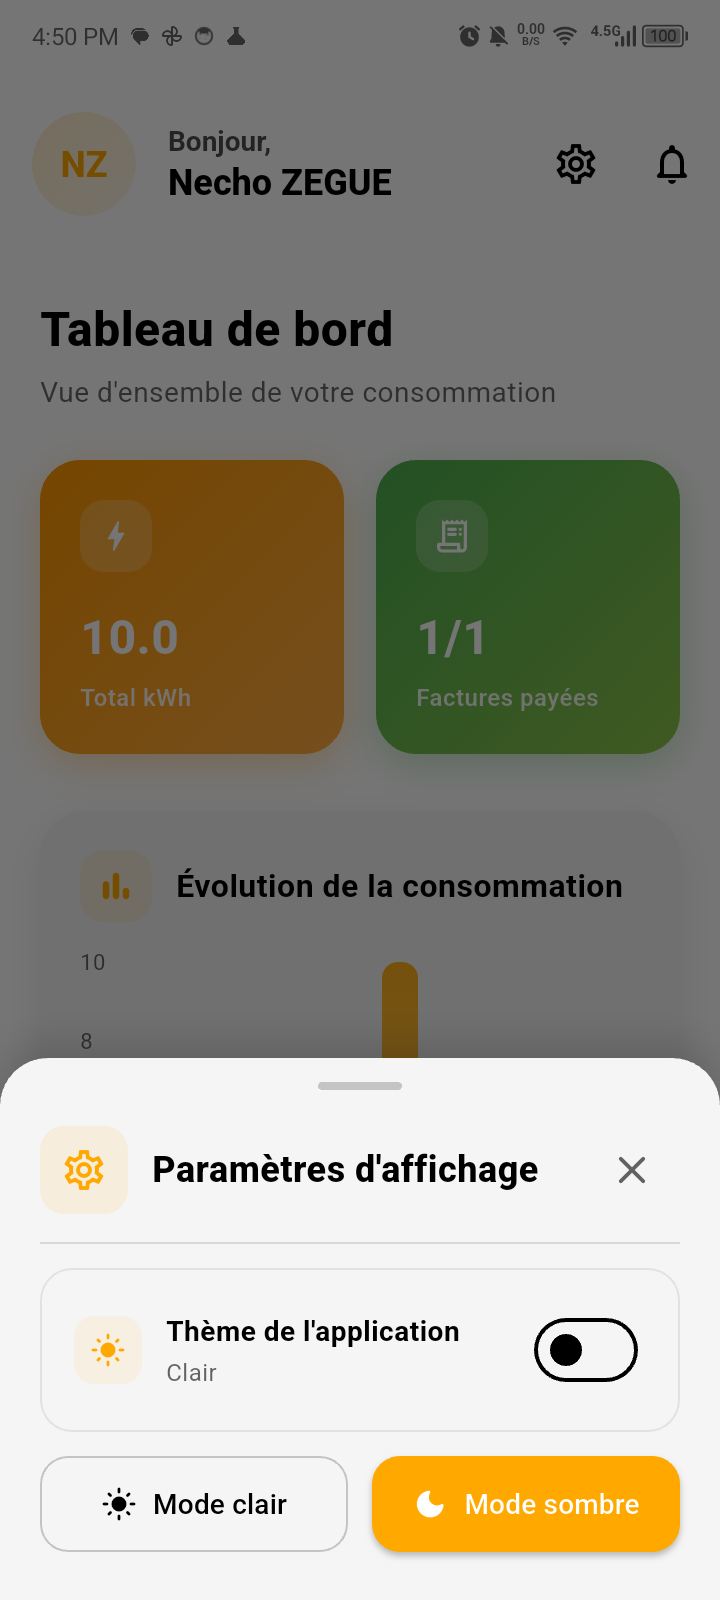 4:50 PM
0.00
B/S
4.5G
100
NZ
Bonjour,
Necho ZEGUE
Tableau de bord
Vue d'ensemble de votre consommation
10.0
Total kWh
1/1
Factures payées
Évolution de la consommation
10
8
Paramètres d'affichage
Thème de l'application
Clair
Mode clair
Mode sombre